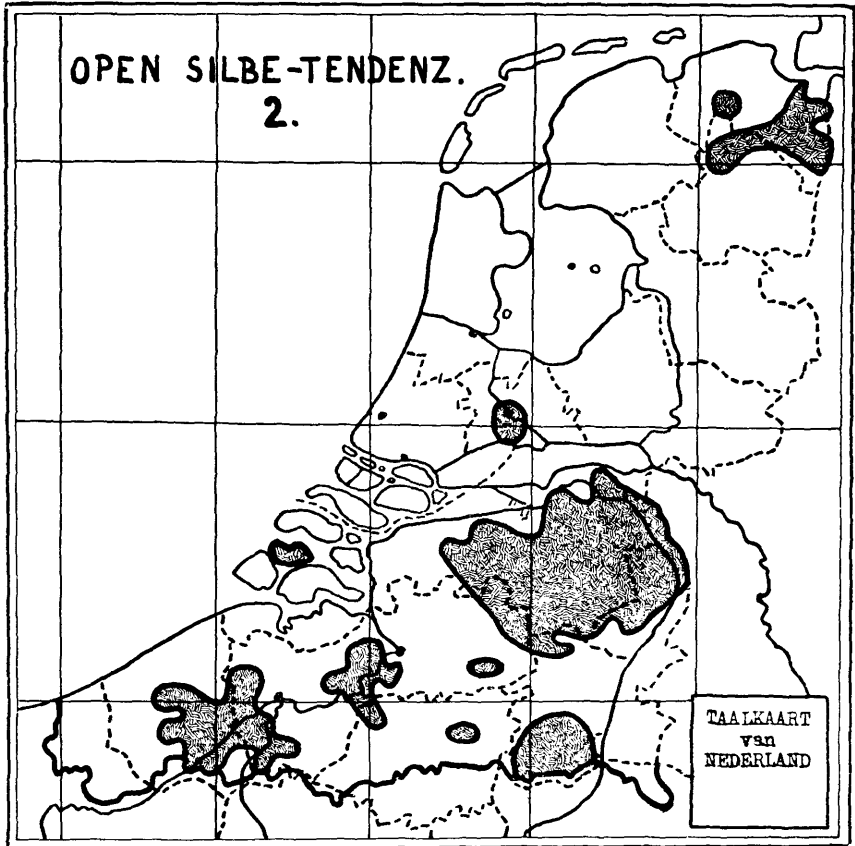 OPEN SILBE-TENDENZ.
2.
TAALKAART
van
NEDERLAND